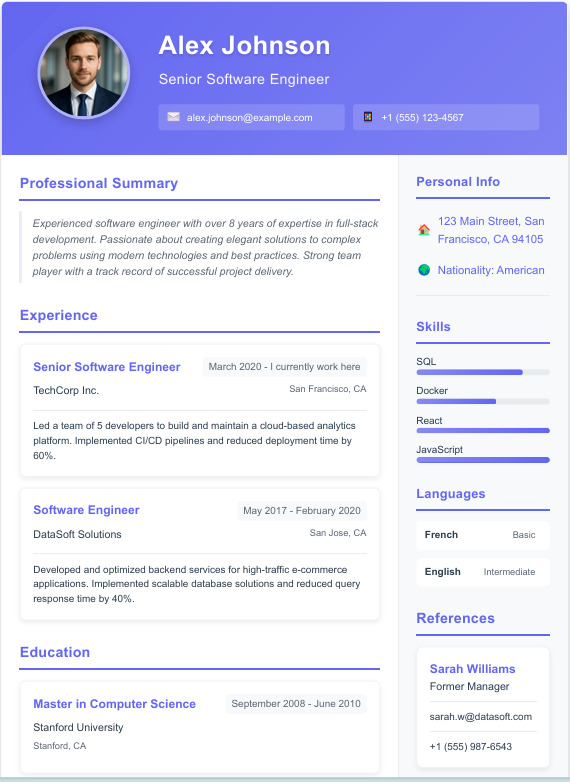 Alex Johnson
Senior Software Engineer
alex.johnson@example.com
+1 (555) 123-4567
Professional Summary
Experienced software engineer with over 8 years of expertise in full-stack
development. Passionate about creating elegant solutions to complex
problems using modern technologies and best practices. Strong team
player with a track record of successful project delivery.
Experience
Senior Software Engineer
March 2020 - I currently work here
TechCorp Inc.
San Francisco, CA
Led a team of 5 developers to build and maintain a cloud-based analytics
platform. Implemented CI/CD pipelines and reduced deployment time by
60%.
Software Engineer
May 2017 - February 2020
DataSoft Solutions
San Jose, CA
Developed and optimized backend services for high-traffic e-commerce
applications. Implemented scalable database solutions and reduced query
response time by 40%.
Education
Master in Computer Science
September 2008 - June 2010
Stanford University
Stanford, CA
Personal Info
123 Main Street, San
Francisco, CA 94105
Nationality: American
Skills
SQL
Docker
React
JavaScript
Languages
French
Basic
English
Intermediate
References
Sarah Williams
Former Manager
sarah.w@datasoft.com
+1 (555) 987-6543